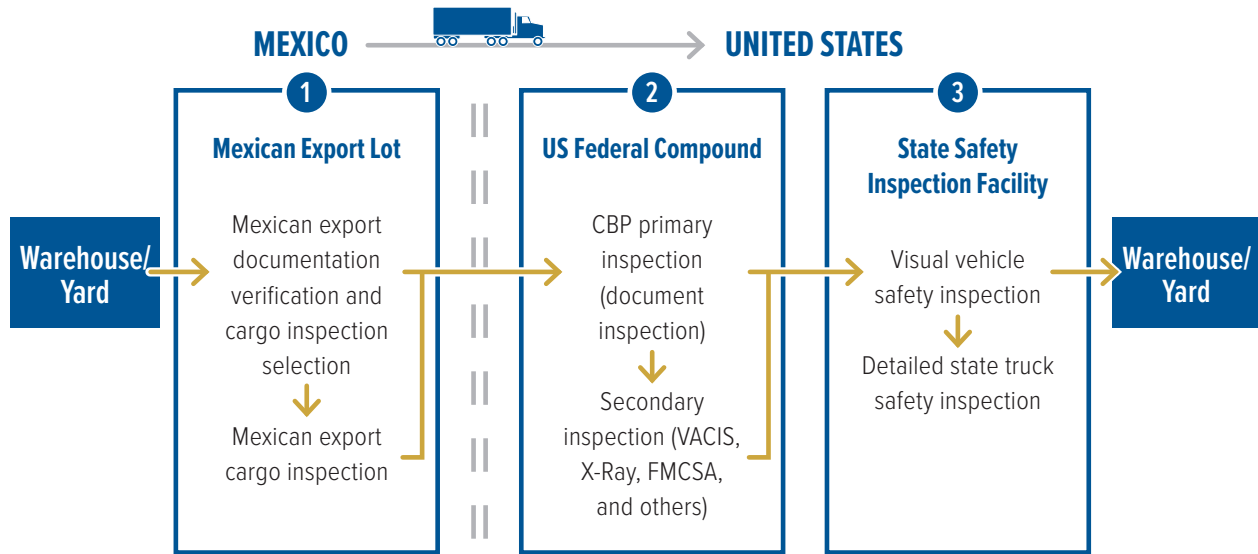 MEXICO
UNITED STATES
Warehouse/
Yard
1
Mexican Export Lot
Mexican export
documentation
verification and
cargo inspection
selection
Mexican export
cargo inspection
2
US Federal Compound
CBP primary
inspection
(document
inspection)
Secondary
inspection (VACIS,
X-Ray, FMCSA,
and others)
3
State Safety
Inspection Facility
Visual vehicle
safety inspection
Detailed state truck
safety inspection
Warehouse/
Yard